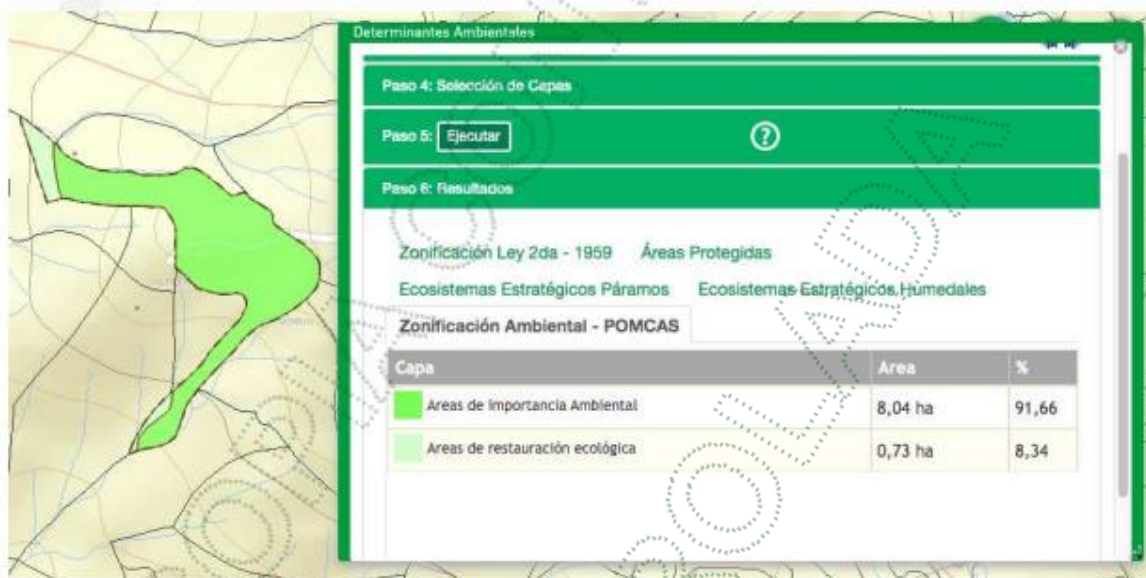 Determinantes Ambientales
Paso 4: Selección de Capas
Paso 5: Ejecutar ?
Paso 6: Resultados
Zonificación Ley 2da - 1959 Áreas Protegidas
Ecosistemas Estratégicos Páramos Ecosistemas Estratégicos Humedales
Zonificación Ambiental - POMCAS
Capa Area %
Areas de Importancia Ambiental 8,04 ha 91,66
Areas de restauración ecológica 0,73 ha 8,34